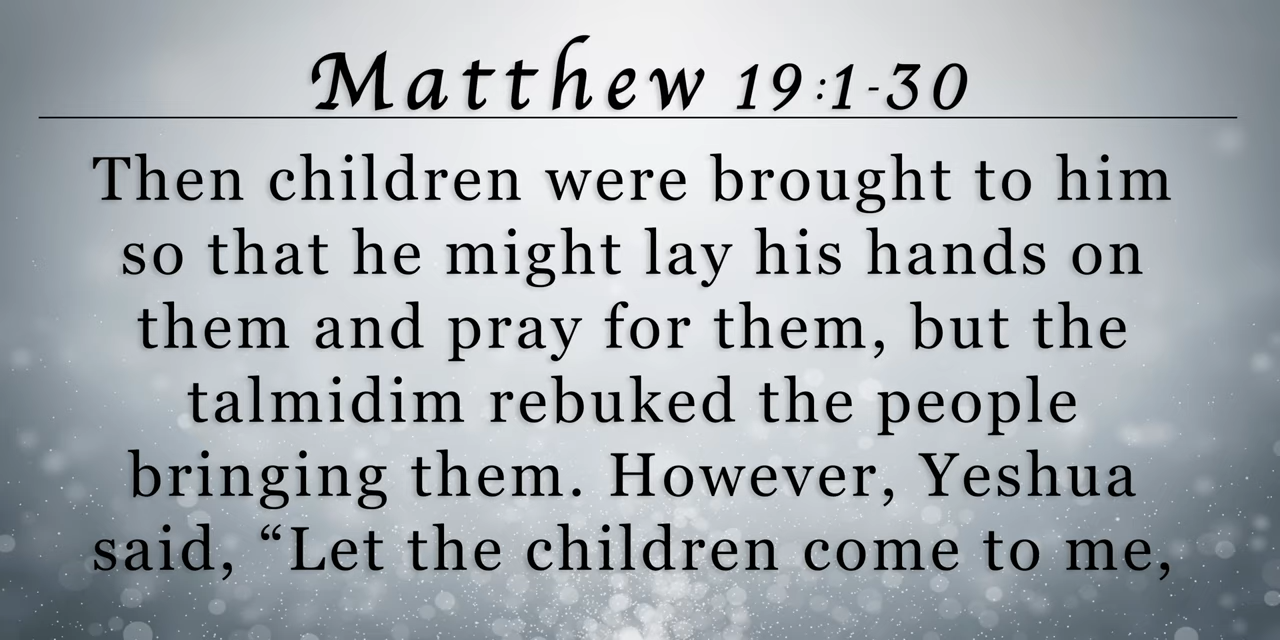 Matthew 19:1-30
Then children were brought to him
so that he might lay his hands on
them and pray for them, but the
talmidim rebuked the people
bringing them. However, Yeshua
said, “Let the children come to me,